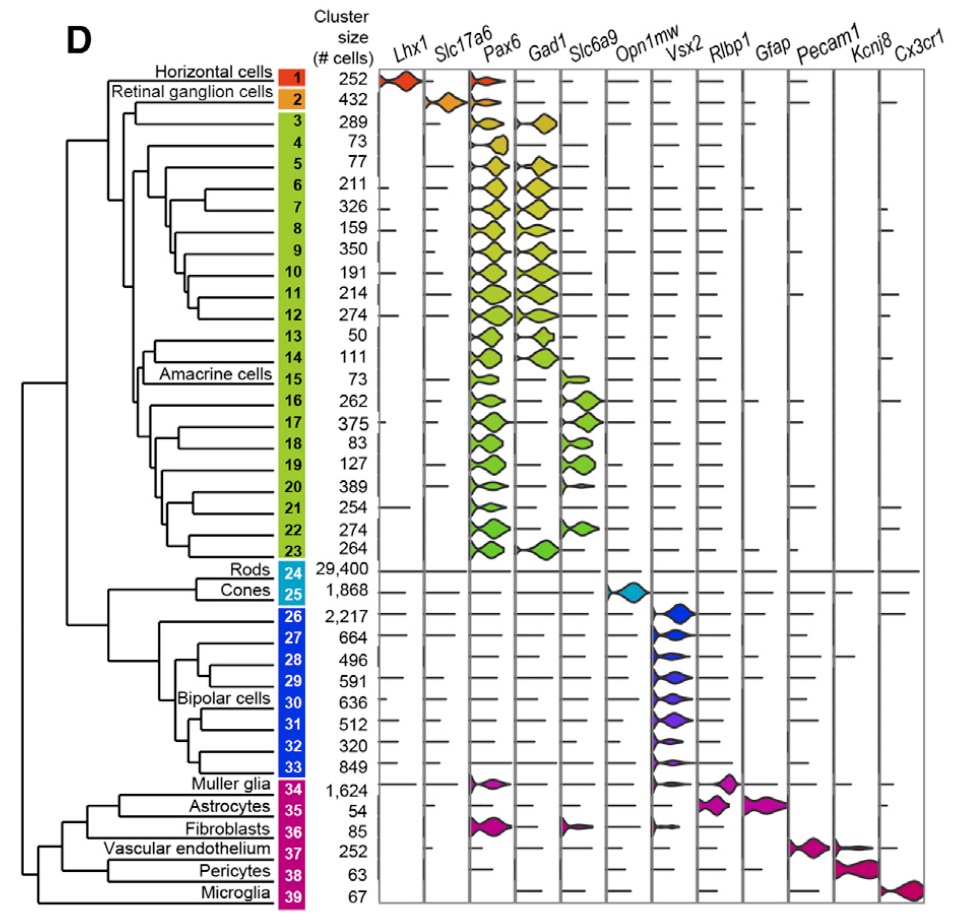 D
Cluster size (# cells)
Lhx1 Slc17a6 Pax6 Gad1 Slc6a9 Opn1mw Vsx2 Rlbp1 Gfap Pecam1 Kcnj8 Cx3cr1
Horizontal cells 1 252
Retinal ganglion cells 2 432
3 289
4 73
5 77
6 211
7 326
8 159
9 350
10 191
11 214
12 274
13 50
14 111
Amacrine cells 15 73
16 262
17 375
18 83
19 127
20 389
21 254
22 274
23 264
Rods 24 29,400
Cones 25 1,868
26 2,217
27 664
28 496
29 591
Bipolar cells 30 636
31 512
32 320
33 849
Muller glia 34 1,624
Astrocytes 35 54
Fibroblasts 36 85
Vascular endothelium 37 252
Pericytes 38 63
Microglia 39 67